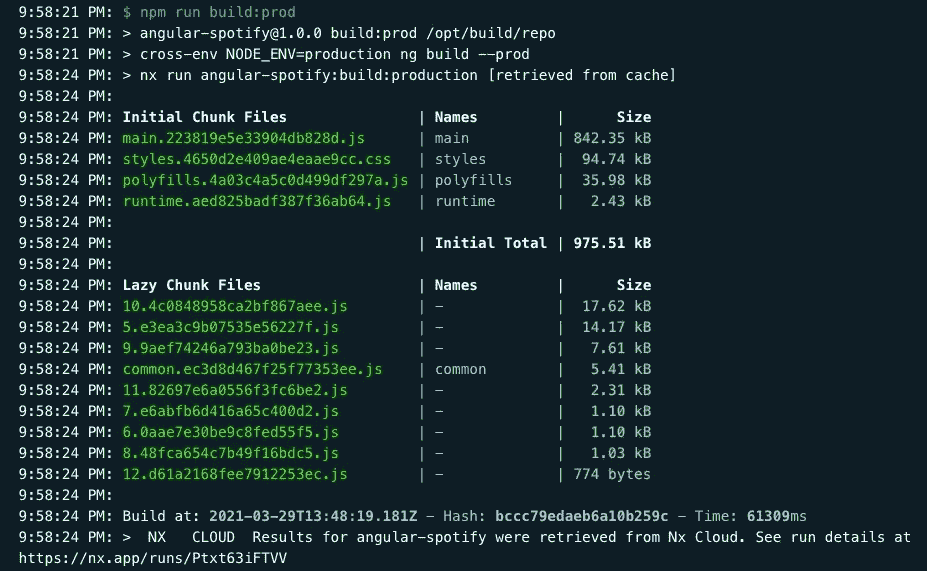 9:58:21 PM: $ npm run build:prod
9:58:21 PM: > angular-spotify@1.0.0 build:prod /opt/build/repo
9:58:22 PM: > cross-env NODE_ENV=production ng build --prod
9:58:24 PM: > nx run angular-spotify:build:production [retrieved from cache]
9:58:24 PM:
9:58:24 PM: Initial Chunk Files | Names | Size
9:58:24 PM: main.223819e5e33904db828d.js | main | 842.35 kB
9:58:24 PM: styles.4650d2e409ae4eaae9cc.css | styles | 94.74 kB
9:58:24 PM: polyfills.4a03c4a5c0d499df297a.js | polyfills | 35.98 kB
9:58:24 PM: runtime.aed825badf387f36ab64.js | runtime | 2.43 kB
9:58:24 PM:
9:58:24 PM: | Initial Total | 975.51 kB
9:58:24 PM:
9:58:24 PM: Lazy Chunk Files | Names | Size
9:58:24 PM: 10.4c0848958ca2bf867aee.js | – | 17.62 kB
9:58:24 PM: 5.e3ea3c9b07535e56227f.js | – | 14.17 kB
9:58:24 PM: 9.9aef74246a793ba0be23.js | – | 7.61 kB
9:58:24 PM: common.ec3d8d467f25f77353ee.js | common | 5.41 kB
9:58:24 PM: 11.82697e6a0556f3fc6be2.js | – | 2.31 kB
9:58:24 PM: 7.e6abfb6d416a65c400d2.js | – | 1.10 kB
9:58:24 PM: 6.0aae7e30be9c8fed55f5.js | – | 1.10 kB
9:58:24 PM: 8.48fca654c7b49f16bdc5.js | – | 1.03 kB
9:58:24 PM: 12.d61a2168fee7912253ec.js | – | 774 bytes
9:58:24 PM:
9:58:24 PM: Build at: 2021-03-29T13:48:19.181Z – Hash: bccc79edaeb6a10b259c – Time: 61309ms
9:58:24 PM: > NX CLOUD Results for angular-spotify were retrieved from Nx Cloud. See run details at
https://nx.app/runs/Ptxt63iFTVV